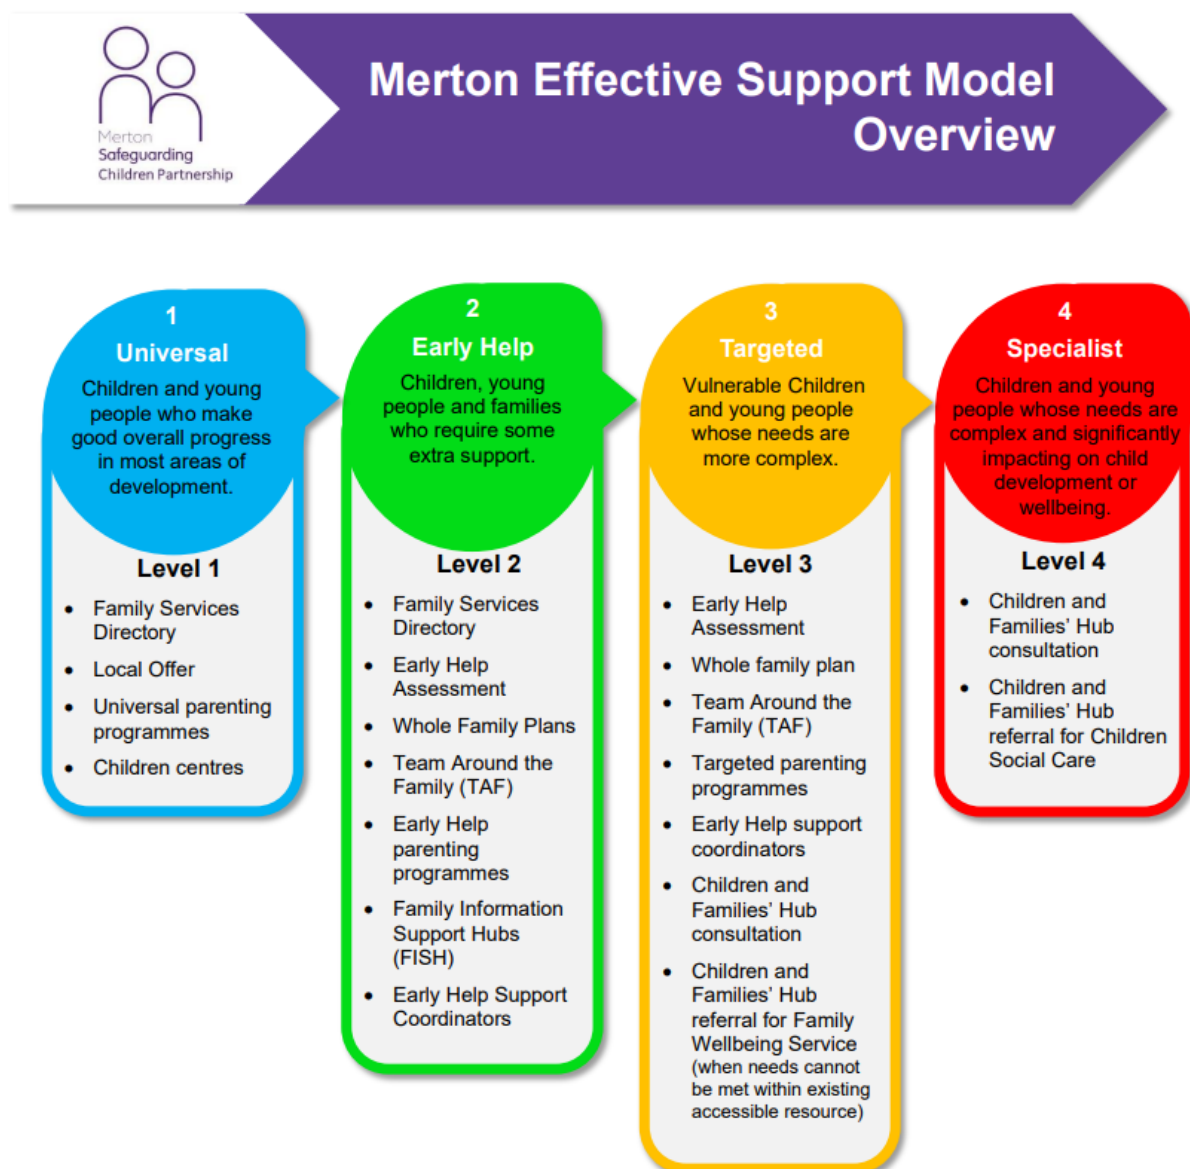 Merton
Safeguarding
Children Partnership
Merton Effective Support Model
Overview
1
Universal
Children and young
people who make
good overall progress
in most areas of
development.
Level 1
• Family Services
Directory
• Local Offer
• Universal parenting
programmes
• Children centres
2
Early Help
Children, young
people and families
who require some
extra support.
Level 2
• Family Services
Directory
• Early Help
Assessment
• Whole Family Plans
• Team Around the
Family (TAF)
• Early Help
parenting
programmes
• Family Information
Support Hubs
(FISH)
• Early Help Support
Coordinators
3
Targeted
Vulnerable Children
and young people
whose needs are
more complex.
Level 3
• Early Help
Assessment
• Whole family plan
• Team Around the
Family (TAF)
• Targeted parenting
programmes
• Early Help support
coordinators
• Children and
Families’ Hub
consultation
• Children and
Families’ Hub
referral for Family
Wellbeing Service
(when needs cannot
be met within existing
accessible resource)
4
Specialist
Children and young
people whose needs are
complex and significantly
impacting on child
development or
wellbeing.
Level 4
• Children and
Families’ Hub
consultation
• Children and
Families’ Hub
referral for Children
Social Care